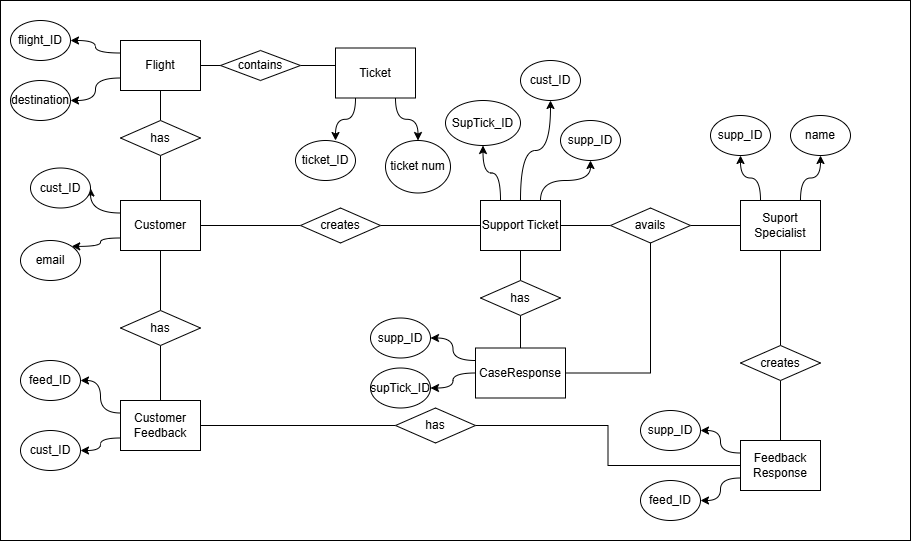 flight_ID
Flight
contains
Ticket
destination
cust_ID
SupTick_ID
has
supp_ID
supp_ID
name
ticket_ID
ticket num
cust_ID
Customer
creates
Support Ticket
avails
Suport
Specialist
email
has
has
supp_ID
creates
feed_ID
supTick_ID
CaseResponse
Customer
Feedback
has
supp_ID
cust_ID
Feedback
Response
feed_ID